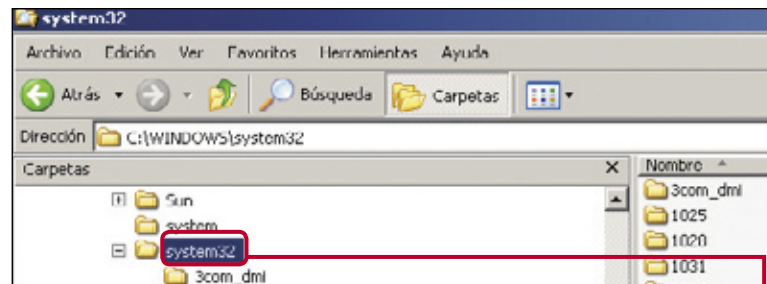 system32
Archivo Edición Ver Favoritos Herramientas Ayuda
Atrás Búsqueda Carpetas
Dirección C:\WINDOWS\system32
Carpetas
Nombre
Sun
system
system32
3com_dmi
3com_dmi
1025
1028
1031